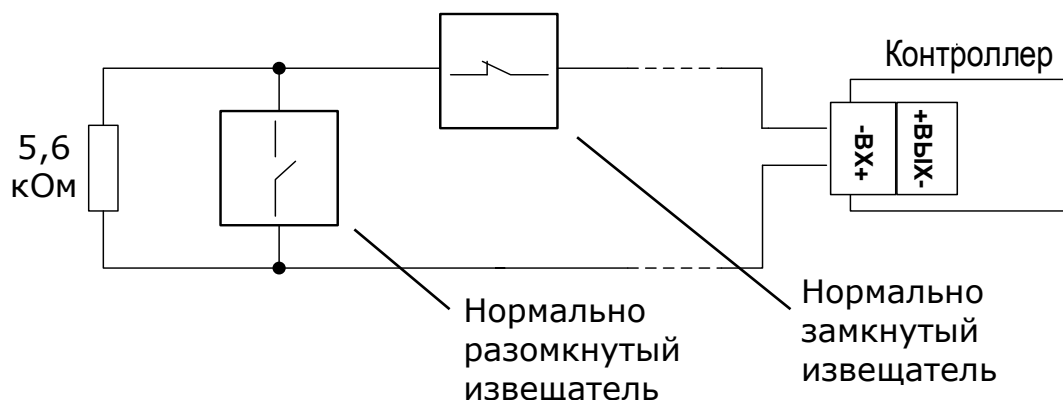 Контроллер
5,6
кОм
-ВХ+
+ВЫХ-
Нормально
разомкнутый
извещатель
Нормально
замкнутый
извещатель